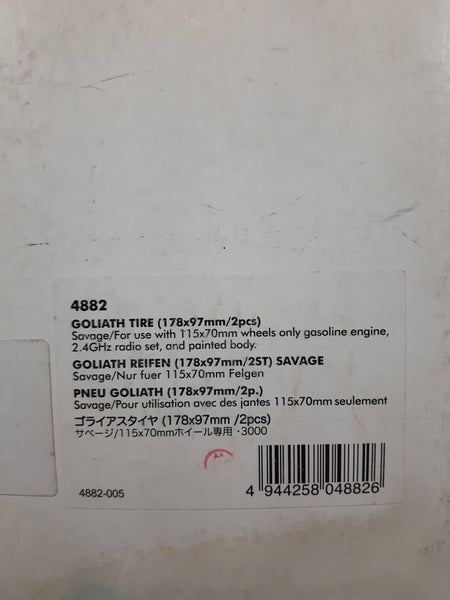 4882
GOLIATH TIRE (178x97mm/2pcs)
Savage/For use with 115x70mm wheels only gasoline engine,
2.4GHz radio set, and painted body.
GOLIATH REIFEN (178x97mm/2ST) SAVAGE
Savage/Nur fuer 115x70mm Felgen
PNEU GOLIATH (178x97mm/2p.)
Savage/Pour utilisation avec des jantes 115x70mm seulement
ゴライアスタイヤ (178x97mm /2pcs)
サベージ/115x70mmホイール専用 ·3000
4882-005
4 944258 048826